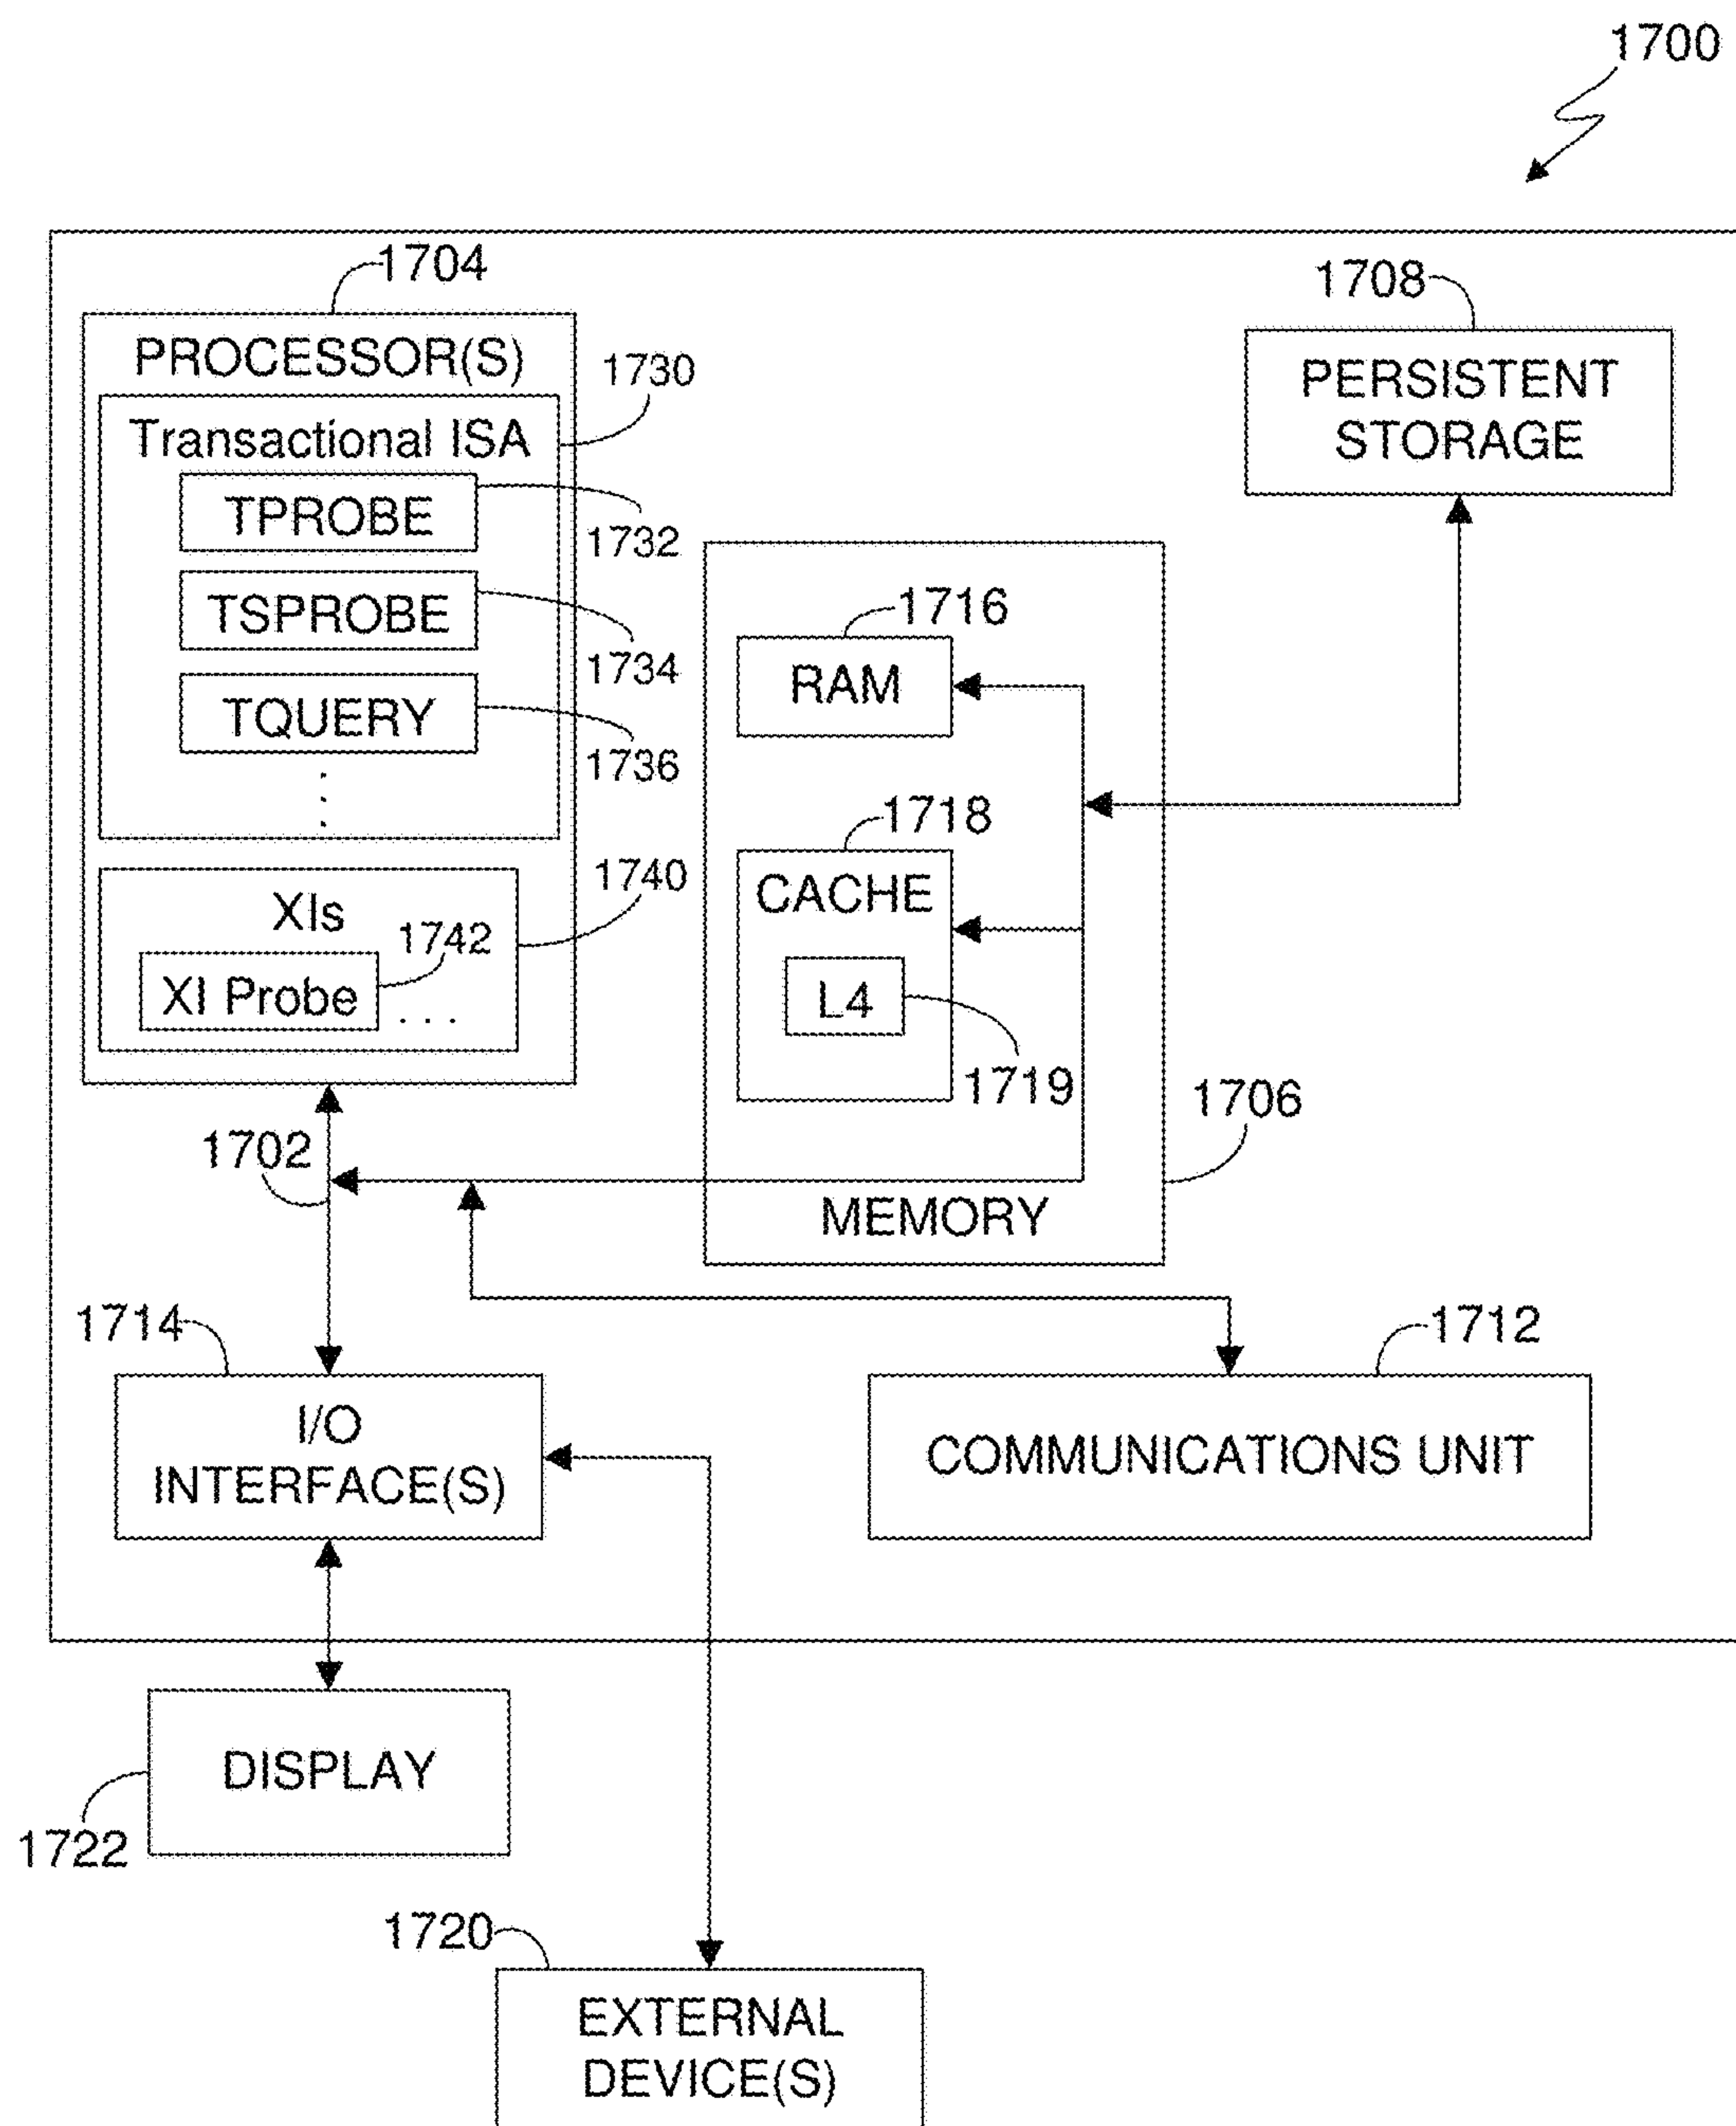 1700
1704
1708
PROCESSOR(S)
1730
PERSISTENT
STORAGE
Transactional ISA
TPROBE
1732
TSPROBE
1734
TQUERY
1736
.
.
.
1716
RAM
1718
CACHE
L4
1719
1740
XIs
1742
XI Probe
. . .
1706
1702
MEMORY
1714
1712
I/O
INTERFACE(S)
COMMUNICATIONS UNIT
DISPLAY
1722
1720
EXTERNAL
DEVICE(S)